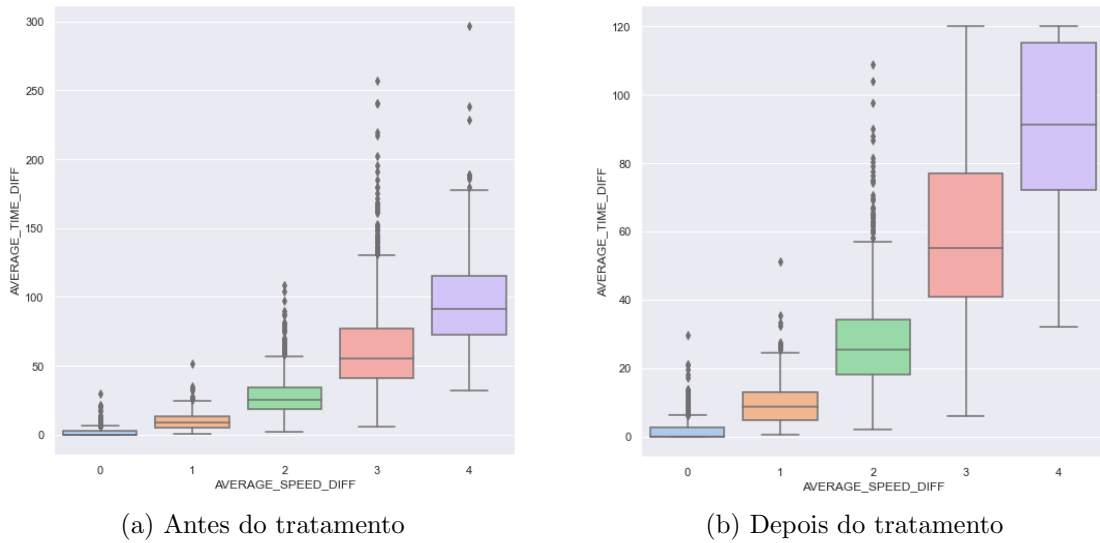 300
250
200
150
100
50
0
AVERAGE_TIME_DIFF
0 1 2 3 4
AVERAGE_SPEED_DIFF
(a) Antes do tratamento
120
100
80
60
40
20
0
AVERAGE_TIME_DIFF
0 1 2 3 4
AVERAGE_SPEED_DIFF
(b) Depois do tratamento